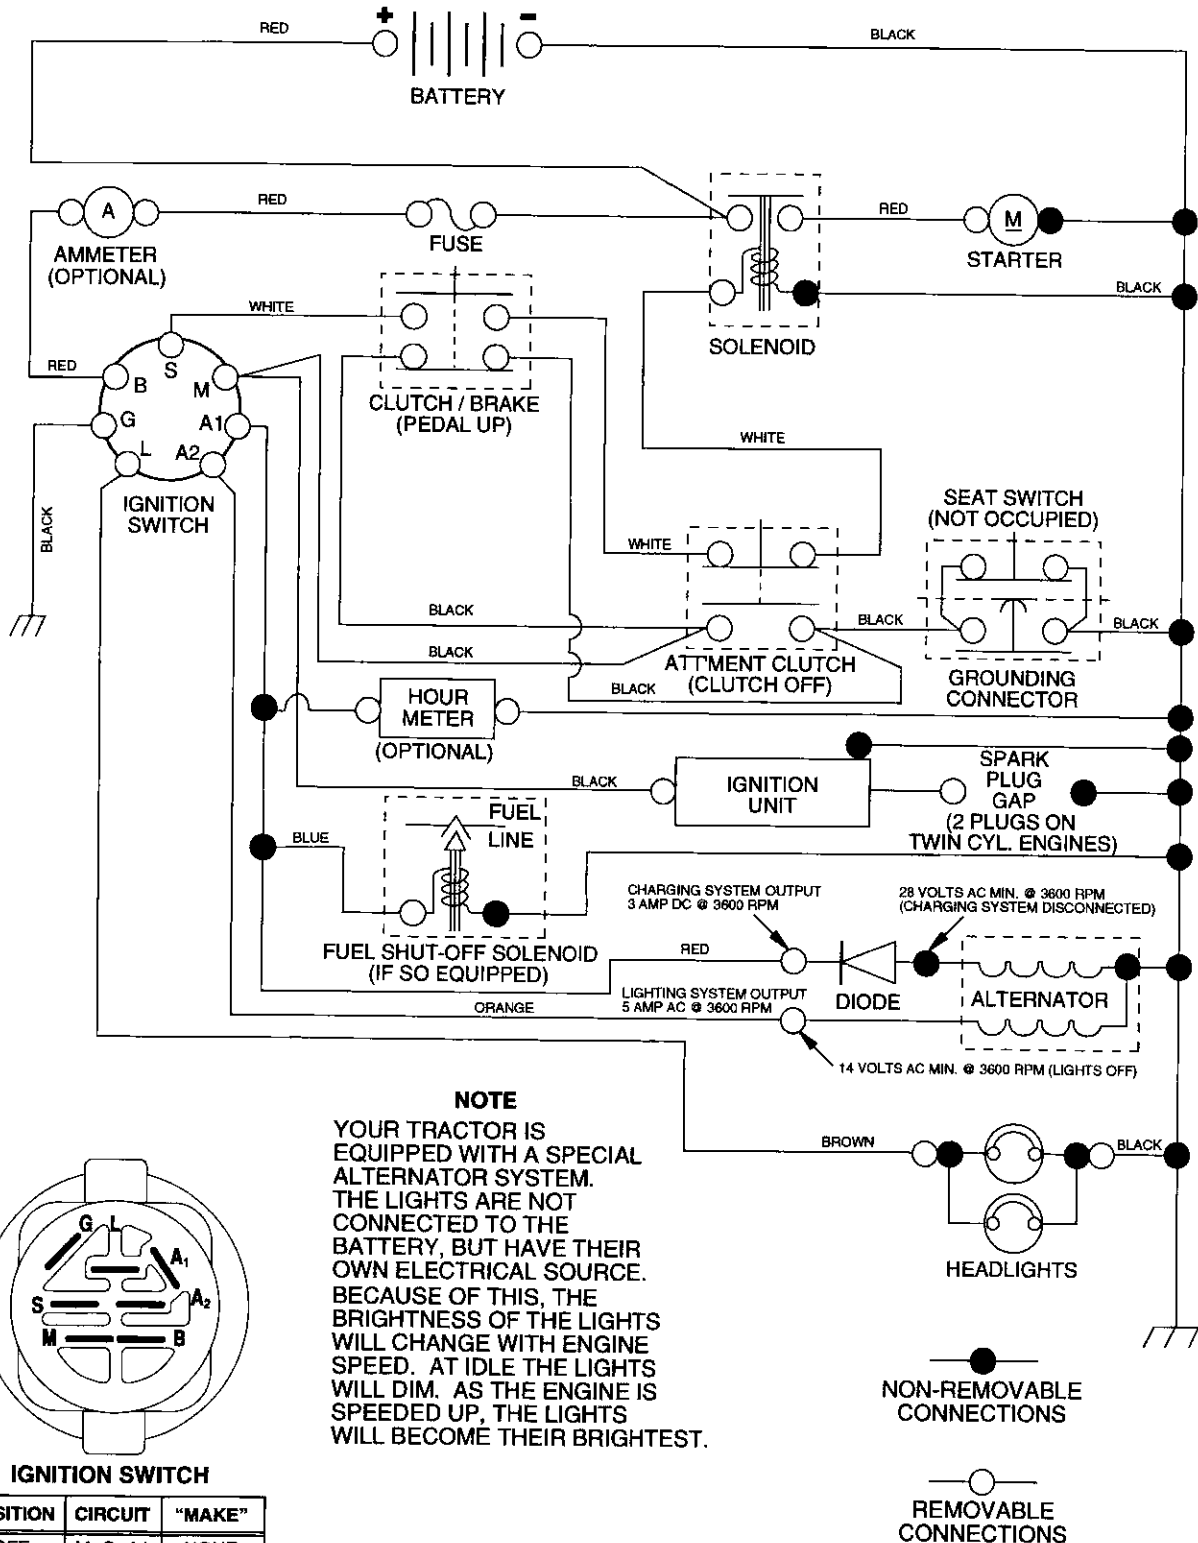 + -
RED
BLACK
BATTERY
A
RED
FUSE
RED
M
AMMETER
(OPTIONAL)
STARTER
WHITE
BLACK
SOLENOID
RED
S
B
M
G
A1
L
A2
CLUTCH / BRAKE
(PEDAL UP)
IGNITION
SWITCH
BLACK
WHITE
SEAT SWITCH
(NOT OCCUPIED)
WHITE
BLACK
BLACK
BLACK
BLACK
ATT'MENT CLUTCH
(CLUTCH OFF)
BLACK
GROUNDING
CONNECTOR
HOUR
METER
(OPTIONAL)
BLACK
IGNITION
UNIT
SPARK
PLUG
GAP
(2 PLUGS ON
TWIN CYL. ENGINES)
FUEL
LINE
BLUE
FUEL SHUT-OFF SOLENOID
(IF SO EQUIPPED)
CHARGING SYSTEM OUTPUT
3 AMP DC @ 3600 RPM
28 VOLTS AC MIN. @ 3600 RPM
(CHARGING SYSTEM DISCONNECTED)
RED
DIODE
ALTERNATOR
ORANGE
LIGHTING SYSTEM OUTPUT
5 AMP AC @ 3600 RPM
14 VOLTS AC MIN. @ 3600 RPM (LIGHTS OFF)
BROWN
BLACK
HEADLIGHTS
NOTE
YOUR TRACTOR IS
EQUIPPED WITH A SPECIAL
ALTERNATOR SYSTEM.
THE LIGHTS ARE NOT
CONNECTED TO THE
BATTERY, BUT HAVE THEIR
OWN ELECTRICAL SOURCE.
BECAUSE OF THIS, THE
BRIGHTNESS OF THE LIGHTS
WILL CHANGE WITH ENGINE
SPEED. AT IDLE THE LIGHTS
WILL DIM. AS THE ENGINE IS
SPEEDED UP, THE LIGHTS
WILL BECOME THEIR BRIGHTEST.
G L
A1
S
A2
M
B
IGNITION SWITCH
SITION CIRCUIT "MAKE"
NON-REMOVABLE
CONNECTIONS
REMOVABLE
CONNECTIONS